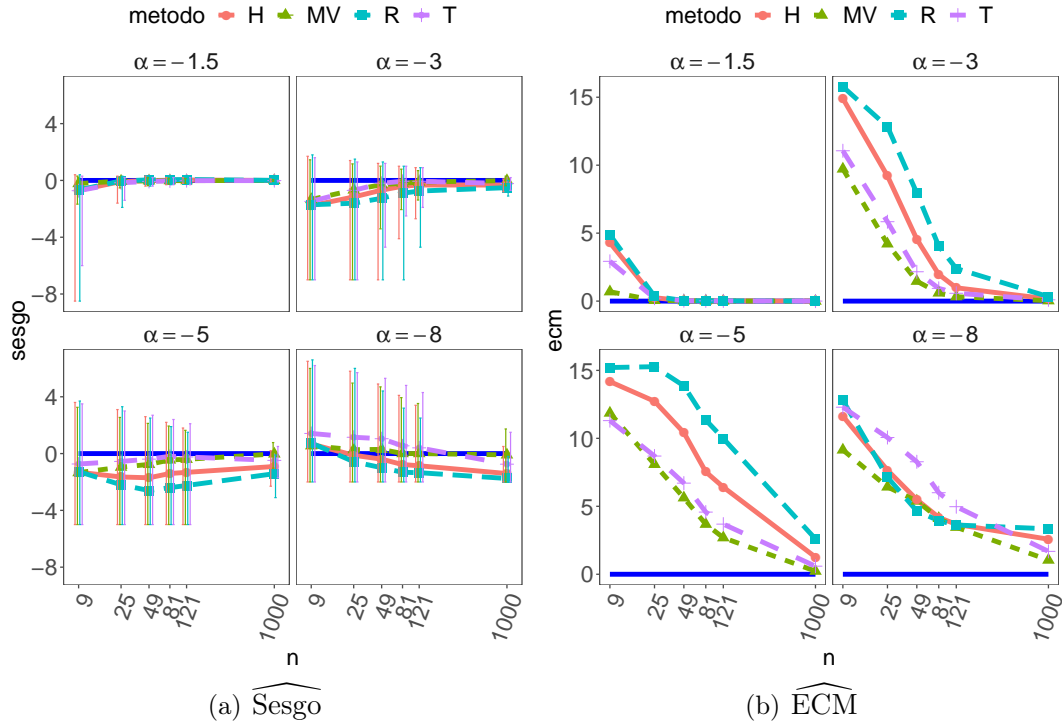 metodo H MV R T
α = −1.5 α = −3
4
0
−4
−8
α = −5 α = −8
4
0
−4
−8
sesgo
9 25 49 81 121 1000 9 25 49 81 121 1000
n
(a) Sesgo
metodo H MV R T
α = −1.5 α = −3
15
10
5
0
α = −5 α = −8
15
10
5
0
ecm
9 25 49 81 121 1000 9 25 49 81 121 1000
n
(b) ECM